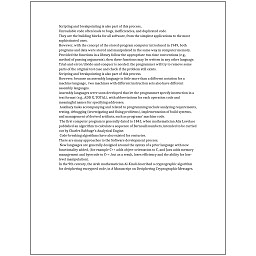 Scripting and breakpointing is also part of this process.
Unreadable code often leads to bugs, inefficiencies, and duplicated code.
They are the building blocks for all software, from the simplest applications to the most
sophisticated ones.
However, with the concept of the stored-program computer introduced in 1949, both
programs and data were stored and manipulated in the same way in computer memory.
Provided the functions in a library follow the appropriate run-time conventions (e.g.,
method of passing arguments), then these functions may be written in any other language.
Trial-and-error/divide-and-conquer is needed: the programmer will try to remove some
parts of the original test case and check if the problem still exists.
Scripting and breakpointing is also part of this process.
However, because an assembly language is little more than a different notation for a
machine language, two machines with different instruction sets also have different
assembly languages.
Assembly languages were soon developed that let the programmer specify instruction in a
text format (e.g., ADD X, TOTAL), with abbreviations for each operation code and
meaningful names for specifying addresses.
Auxiliary tasks accompanying and related to programming include analyzing requirements,
testing, debugging (investigating and fixing problems), implementation of build systems,
and management of derived artifacts, such as programs' machine code.
The first computer program is generally dated to 1843, when mathematician Ada Lovelace
published an algorithm to calculate a sequence of Bernoulli numbers, intended to be carried
out by Charles Babbage's Analytical Engine.
Code-breaking algorithms have also existed for centuries.
There are many approaches to the Software development process.
New languages are generally designed around the syntax of a prior language with new
functionality added, (for example C++ adds object-orientation to C, and Java adds memory
management and bytecode to C++, but as a result, loses efficiency and the ability for low-
level manipulation).
In the 9th century, the Arab mathematician Al-Kindi described a cryptographic algorithm
for deciphering encrypted code, in A Manuscript on Deciphering Cryptographic Messages.